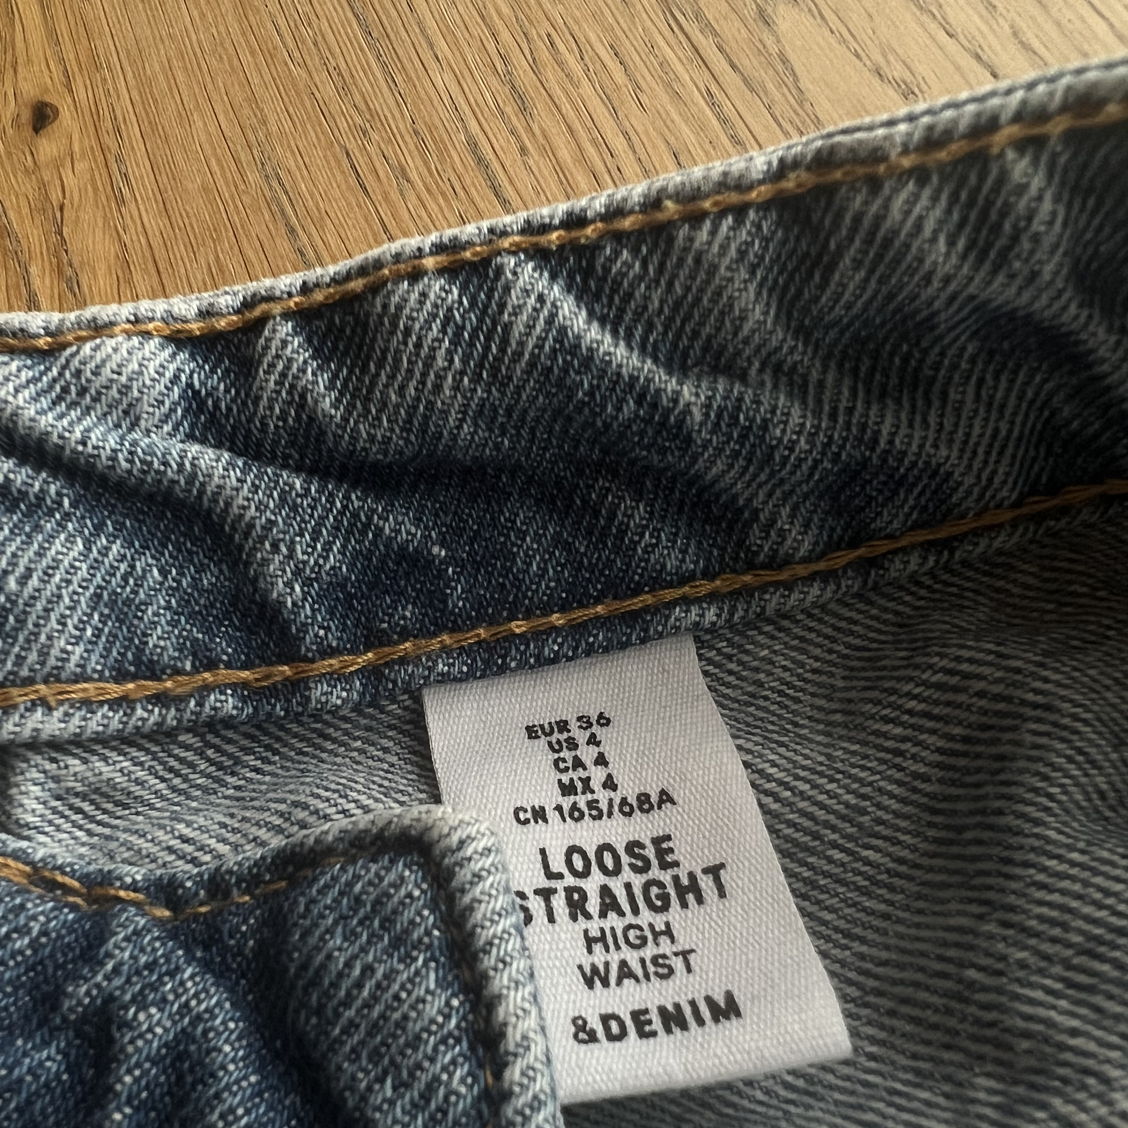 EUR 36
US 4
CA 4
MX 4
CN 165/68A
LOOSE
STRAIGHT
HIGH
WAIST
&DENIM